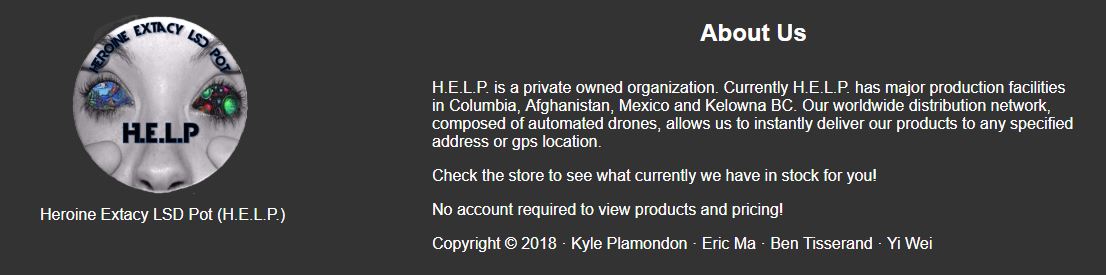 HEROINE EXTACY LSD POT
H.E.L.P
Heroine Extacy LSD Pot (H.E.L.P.)
About Us
H.E.L.P. is a private owned organization. Currently H.E.L.P. has major production facilities
in Columbia, Afghanistan, Mexico and Kelowna BC. Our worldwide distribution network,
composed of automated drones, allows us to instantly deliver our products to any specified
address or gps location.
Check the store to see what currently we have in stock for you!
No account required to view products and pricing!
Copyright © 2018 · Kyle Plamondon · Eric Ma · Ben Tisserand · Yi Wei